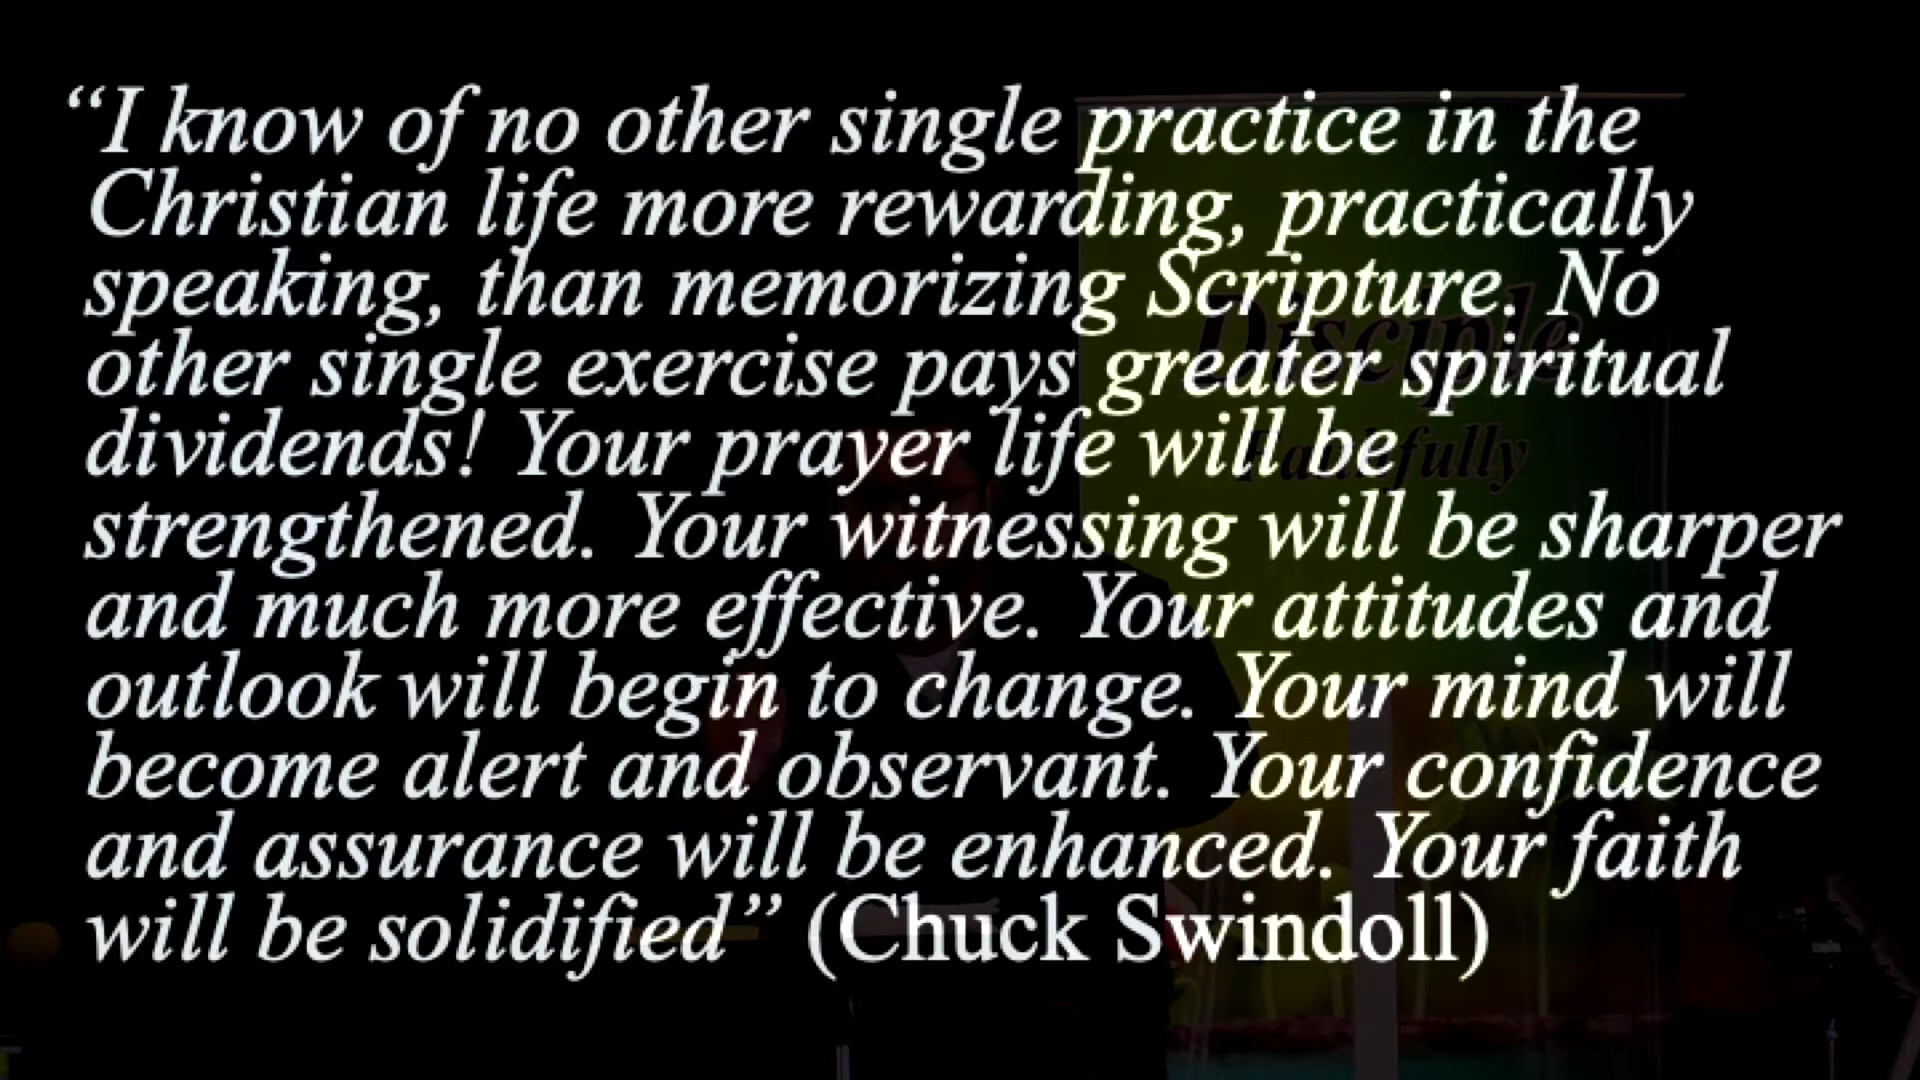 “I know of no other single practice in the
Christian life more rewarding, practically
speaking, than memorizing Scripture. No
other single exercise pays greater spiritual
dividends! Your prayer life will be
strengthened. Your witnessing will be sharper
and much more effective. Your attitudes and
outlook will begin to change. Your mind will
become alert and observant. Your confidence
and assurance will be enhanced. Your faith
will be solidified” (Chuck Swindoll)
Disciple
Faithfully